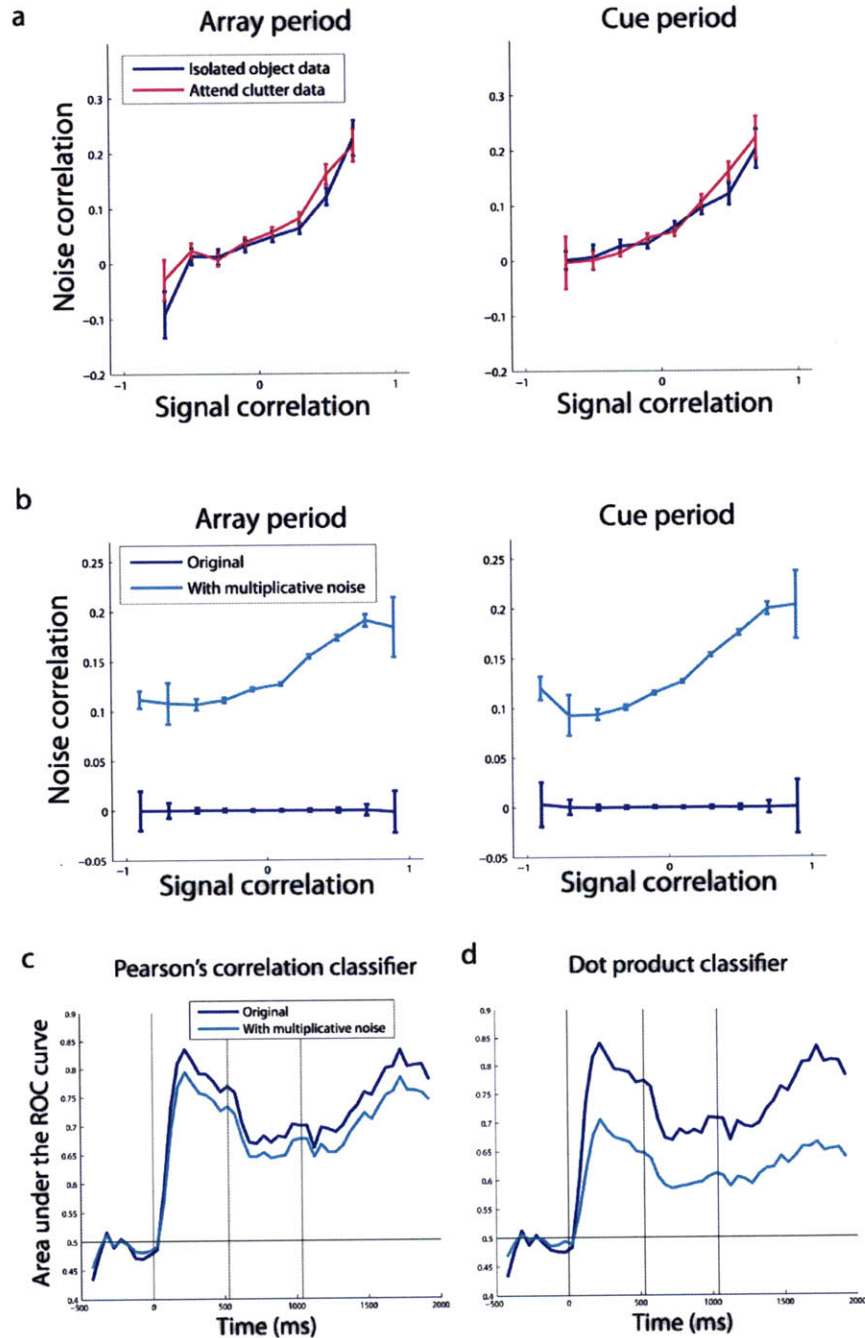 a
Array period
Cue period
Isolated object data
Attend clutter data
Noise correlation
0.3
0.2
0.1
0
-0.1
-0.2
-1
0
1
0.3
0.2
0.1
0
-0.1
-0.2
-1
0
1
Signal correlation
Signal correlation
b
Array period
Cue period
Original
With multiplicative noise
Noise correlation
0.25
0.2
0.15
0.1
0.05
0
-0.05
-1
0
1
0.25
0.2
0.15
0.1
0.05
0
-0.05
-1
0
1
Signal correlation
Signal correlation
c
Pearson's correlation classifier
d
Dot product classifier
Original
With multiplicative noise
Area under the ROC curve
0.9
0.85
0.8
0.75
0.7
0.65
0.6
0.55
0.5
0.45
0.4
-500
0
500
1000
1500
2000
0.9
0.85
0.8
0.75
0.7
0.65
0.6
0.55
0.5
0.45
0.4
-500
0
500
1000
1500
2000
Time (ms)
Time (ms)